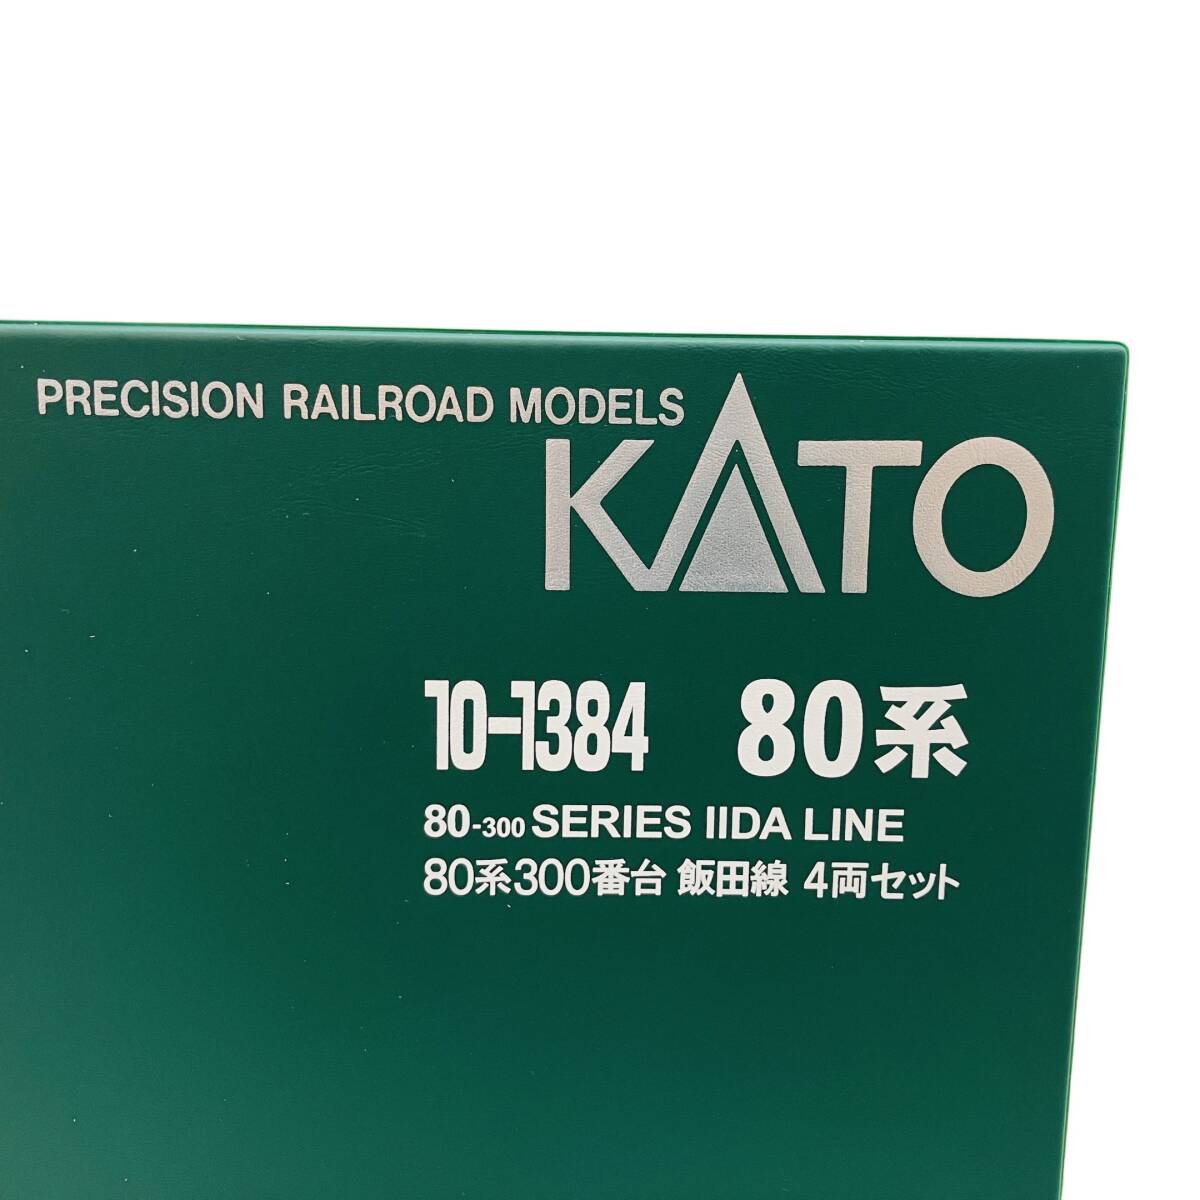 PRECISION RAILROAD MODELS
KATO
10-1384 80系
80-300 SERIES IIDA LINE
80系300番台 飯田線 4両セット